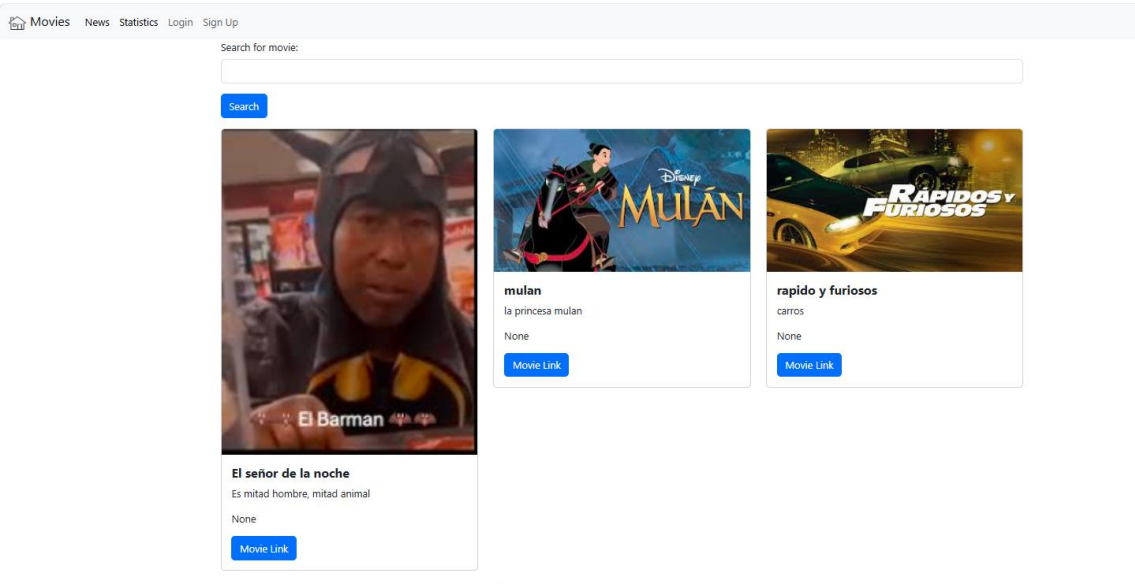 Movies News Statistics Login Sign Up
Search for movie:
Search
El Barman
El señor de la noche
Es mitad hombre, mitad animal
None
Movie Link
Disney
MULÁN
mulan
la princesa mulan
None
Movie Link
RÁPIDOS Y
FURIOSOS
rapido y furiosos
carros
None
Movie Link